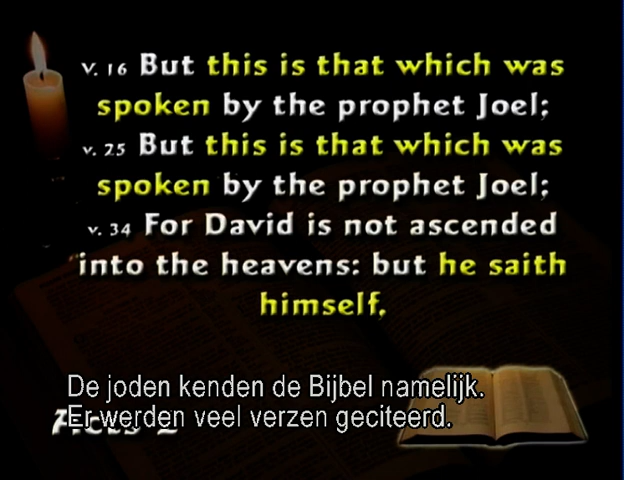 v. 16 But this is that which was
spoken by the prophet Joel;
v. 25 But this is that which was
spoken by the prophet Joel;
v. 34 For David is not ascended
into the heavens: but he saith
himself,
De joden kenden de Bijbel namelijk.
Er werden veel verzen geciteerd.
Acts 2